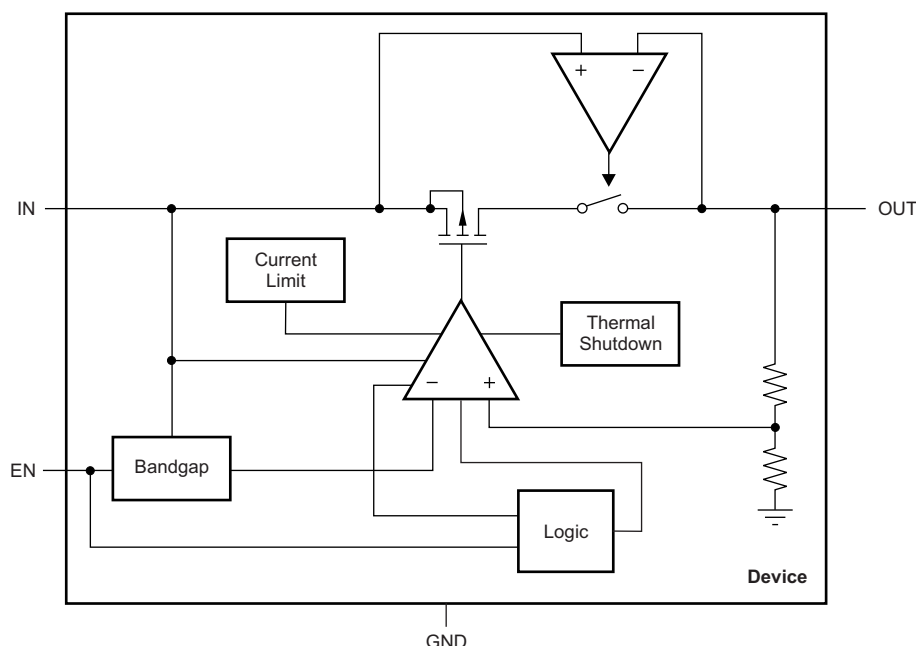 + −
IN
OUT
Current
Limit
Thermal
Shutdown
− +
EN
Bandgap
Logic
Device
GND